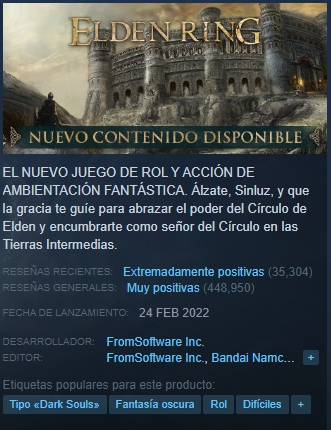 ELDEN RING
NUEVO CONTENIDO DISPONIBLE
EL NUEVO JUEGO DE ROL Y ACCIÓN DE
AMBIENTACIÓN FANTÁSTICA. Álzate, Sinluz, y que
la gracia te guíe para abrazar el poder del Círculo de
Elden y encumbrarte como señor del Círculo en las
Tierras Intermedias.
RESEÑAS RECIENTES: Extremadamente positivas (35,304)
RESEÑAS GENERALES: Muy positivas (448,950)
FECHA DE LANZAMIENTO: 24 FEB 2022
DESARROLLADOR: FromSoftware Inc.
EDITOR: FromSoftware Inc., Bandai Namc... +
Etiquetas populares para este producto:
Tipo «Dark Souls» Fantasía oscura Rol Difíciles +